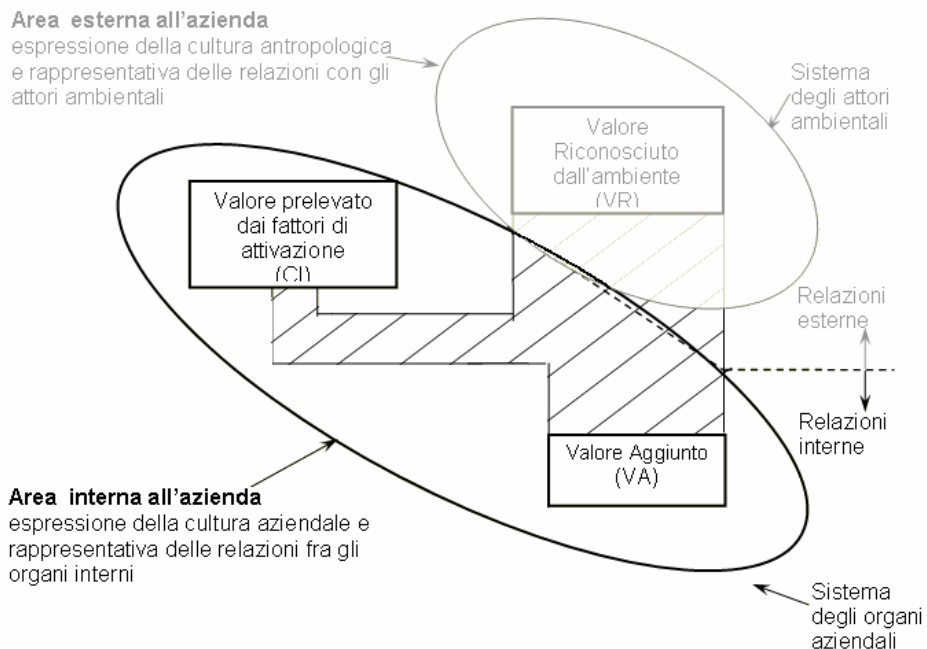 Area esterna all'azienda
espressione della cultura antropologica
e rappresentativa delle relazioni con gli
attori ambientali
Sistema
degli attori
ambientali
Valore
Riconosciuto
dall'ambiente
(VR)
Valore prelevato
dai fattori di
attivazione
(CI)
Relazioni
esterne
Relazioni
interne
Valore Aggiunto
(VA)
Area interna all'azienda
espressione della cultura aziendale e
rappresentativa delle relazioni fra gli
organi interni
Sistema
degli organi
aziendali